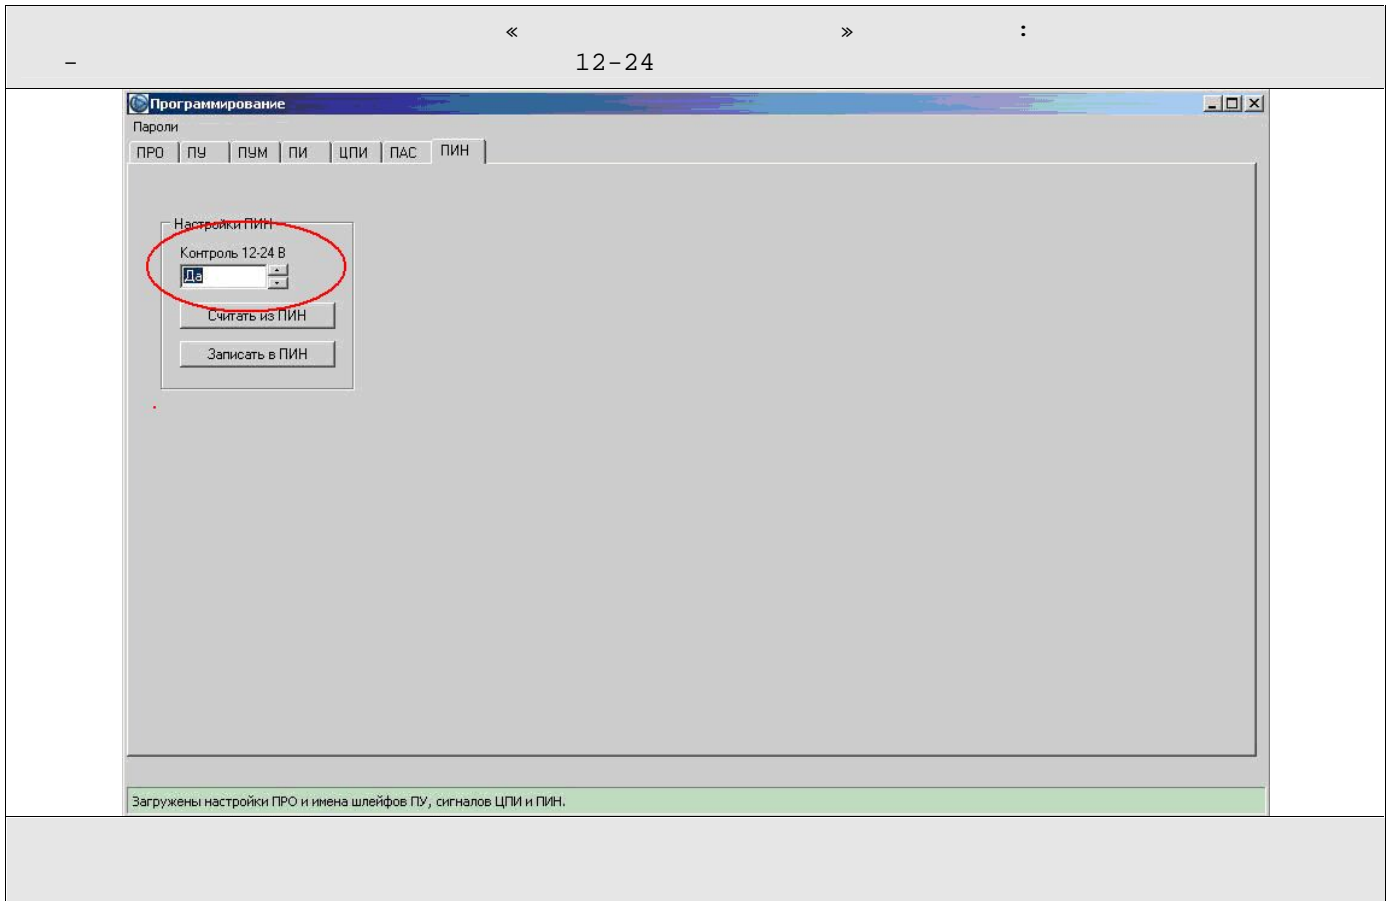 « » :
- 12-24
Программирование
Пароли
ПРО ПУ ПУМ ПИ ЦПИ ПАС ПИН
Настройки ПИН
Контроль 12-24 В
Да
Считать из ПИН
Записать в ПИН
Загружены настройки ПРО и имена шлейфов ПУ, сигналов ЦПИ и ПИН.